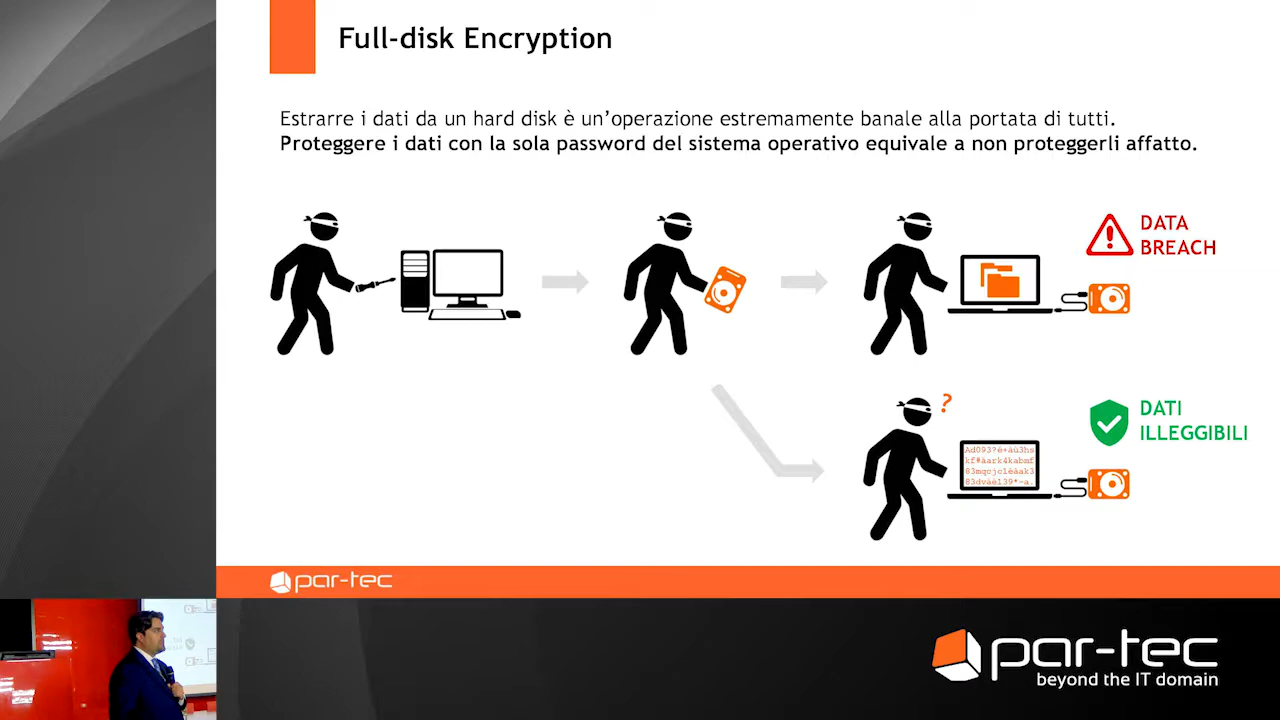 Full-disk Encryption
Estrarre i dati da un hard disk è un'operazione estremamente banale alla portata di tutti.
Proteggere i dati con la sola password del sistema operativo equivale a non proteggerli affatto.
DATA
BREACH
?
DATI
ILLEGGIBILI
par-tec
par-tec
beyond the IT domain